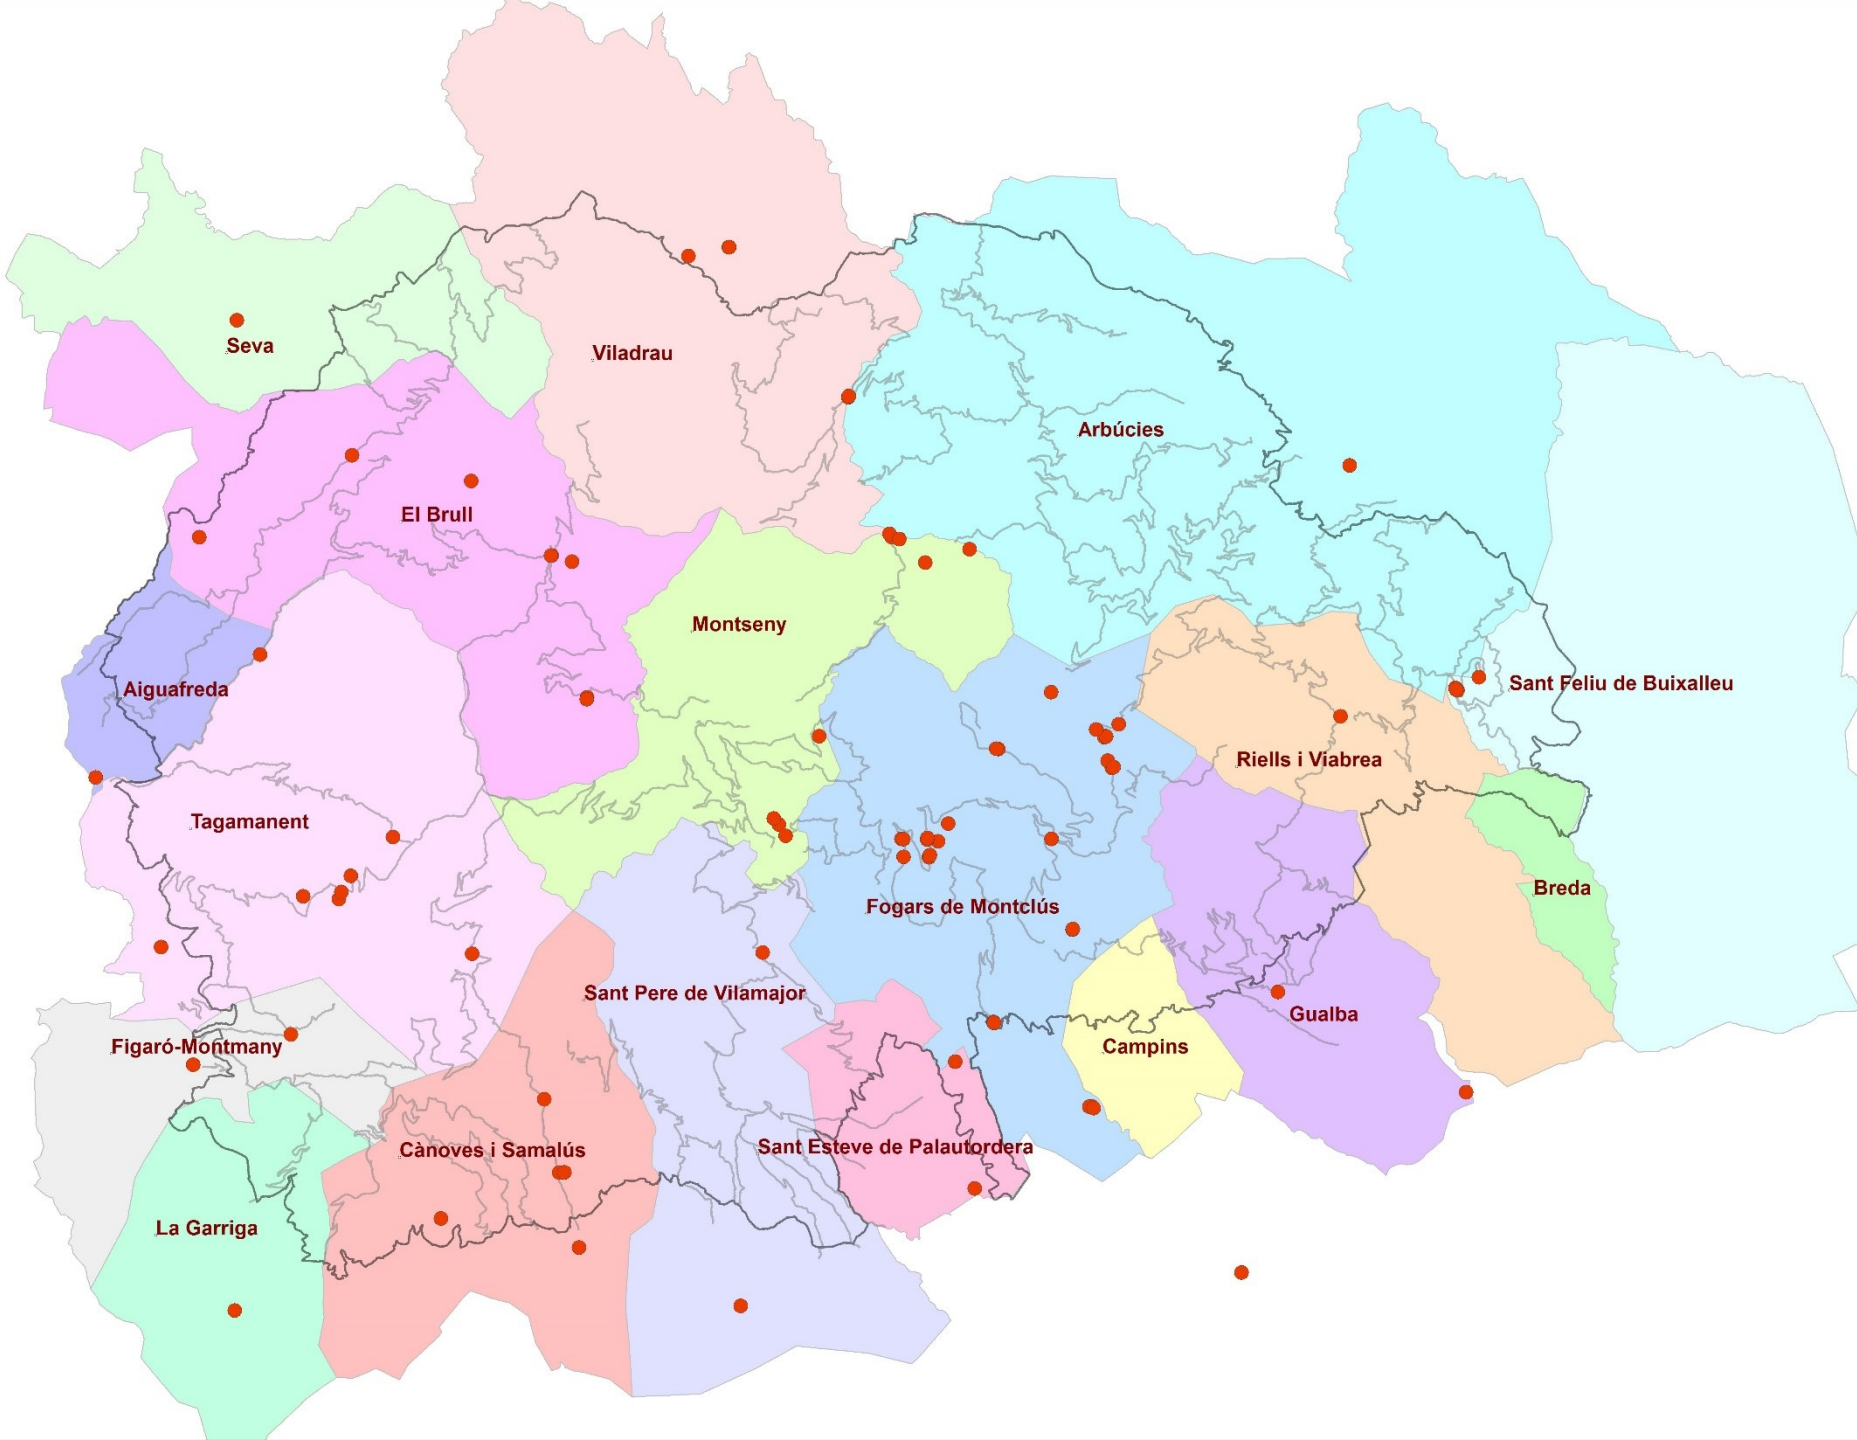 Seva
Viladrau
Arbúcies
El Brull
Montseny
Aiguafreda
Sant Feliu de Buixalleu
Riells i Viabrea
Tagamanent
Breda
Fogars de Montclús
Sant Pere de Vilamajor
Gualba
Figaró-Montmany
Campins
Cànoves i Samalús
Sant Esteve de Palautordera
La Garriga